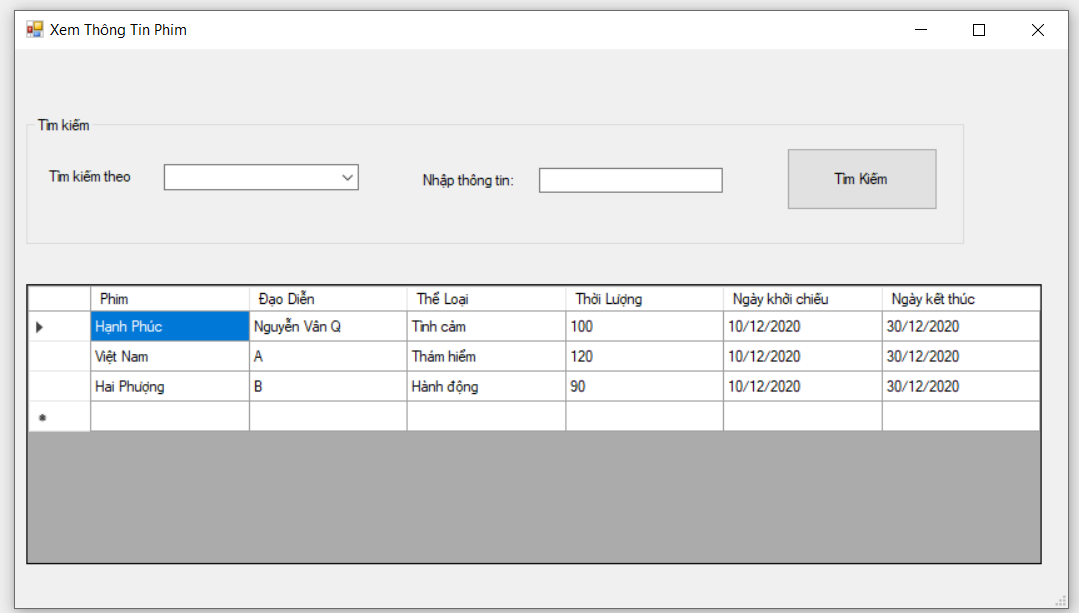 Xem Thông Tin Phim
Tìm kiếm
Tìm kiếm theo
Nhập thông tin:
Tìm Kiếm
Phim Đạo Diễn Thể Loại Thời Lượng Ngày khởi chiếu Ngày kết thúc
Hạnh Phúc Nguyễn Văn Q Tình cảm 100 10/12/2020 30/12/2020
Việt Nam A Thám hiểm 120 10/12/2020 30/12/2020
Hai Phượng B Hành động 90 10/12/2020 30/12/2020